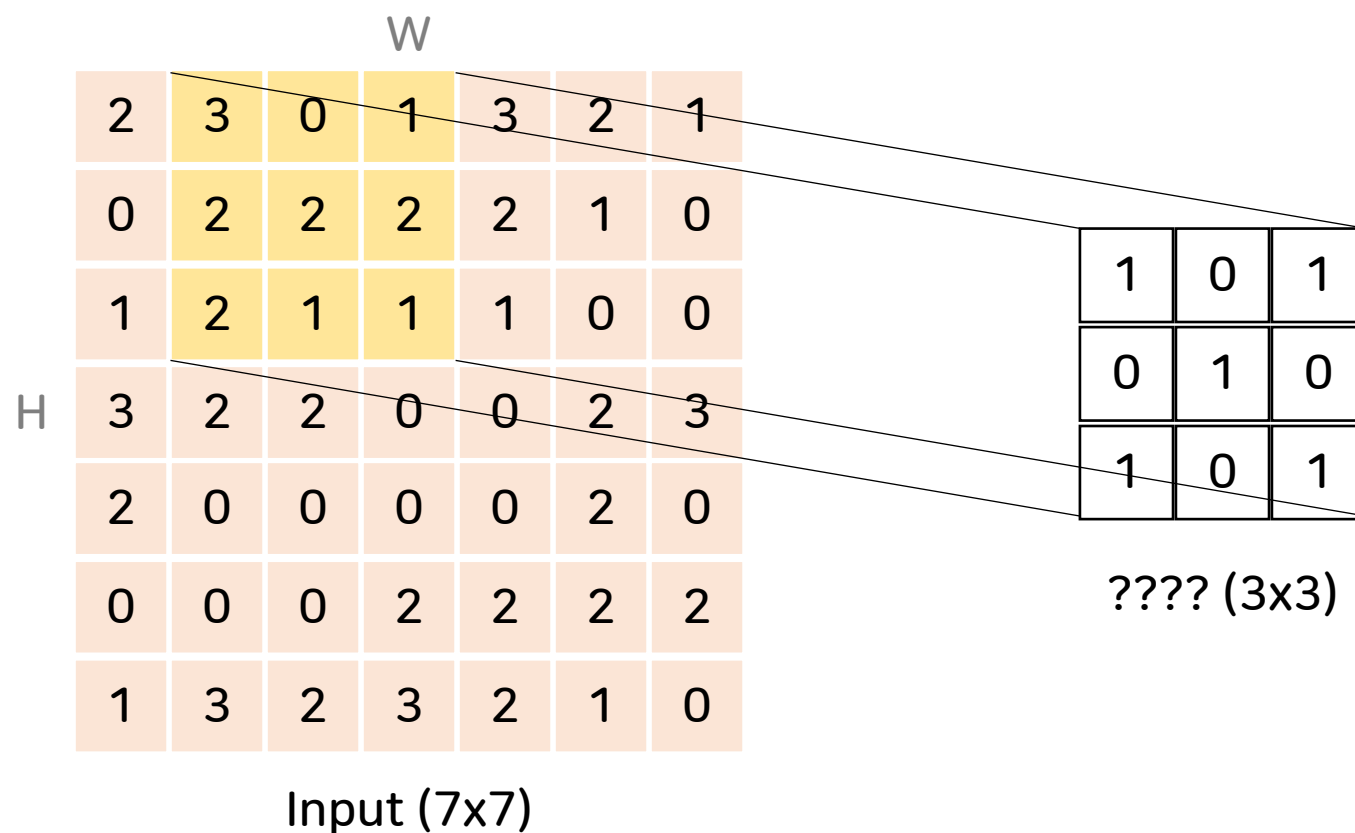 W
2 3 0 1 3 2 1
0 2 2 2 2 1 0
1 0 1
1 2 1 1 1 0 0
0 1 0
H 3 2 2 0 0 2 3
1 0 1
2 0 0 0 0 2 0
???? (3x3)
0 0 0 2 2 2 2
1 3 2 3 2 1 0
Input (7x7)